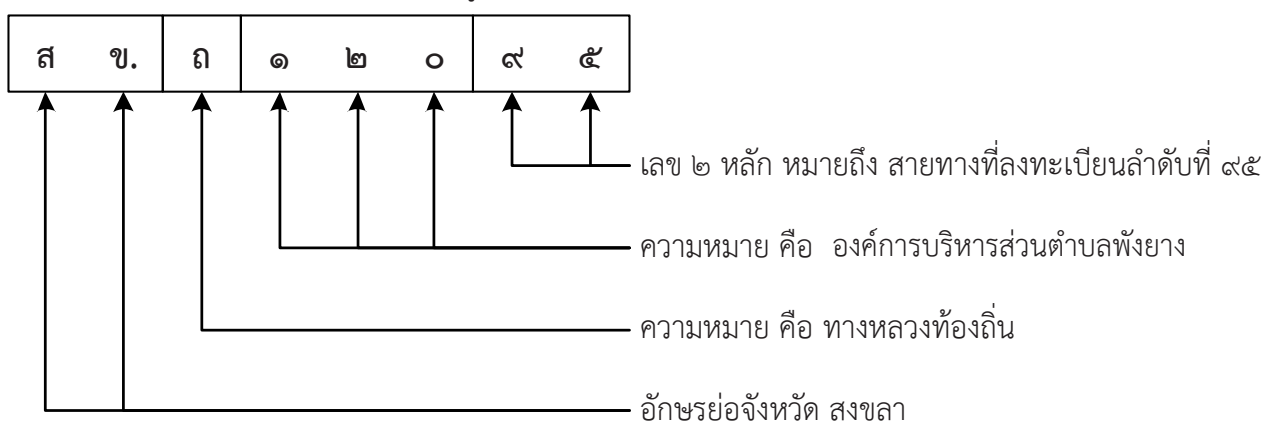 ส ข. ถ ๑ ๒ ๐ ๙ ๕
เลข ๒ หลัก หมายถึง สายทางที่ลงทะเบียนลำดับที่ ๙๕
ความหมาย คือ องค์การบริหารส่วนตำบลพังยาง
ความหมาย คือ ทางหลวงท้องถิ่น
อักษรย่อจังหวัด สงขลา